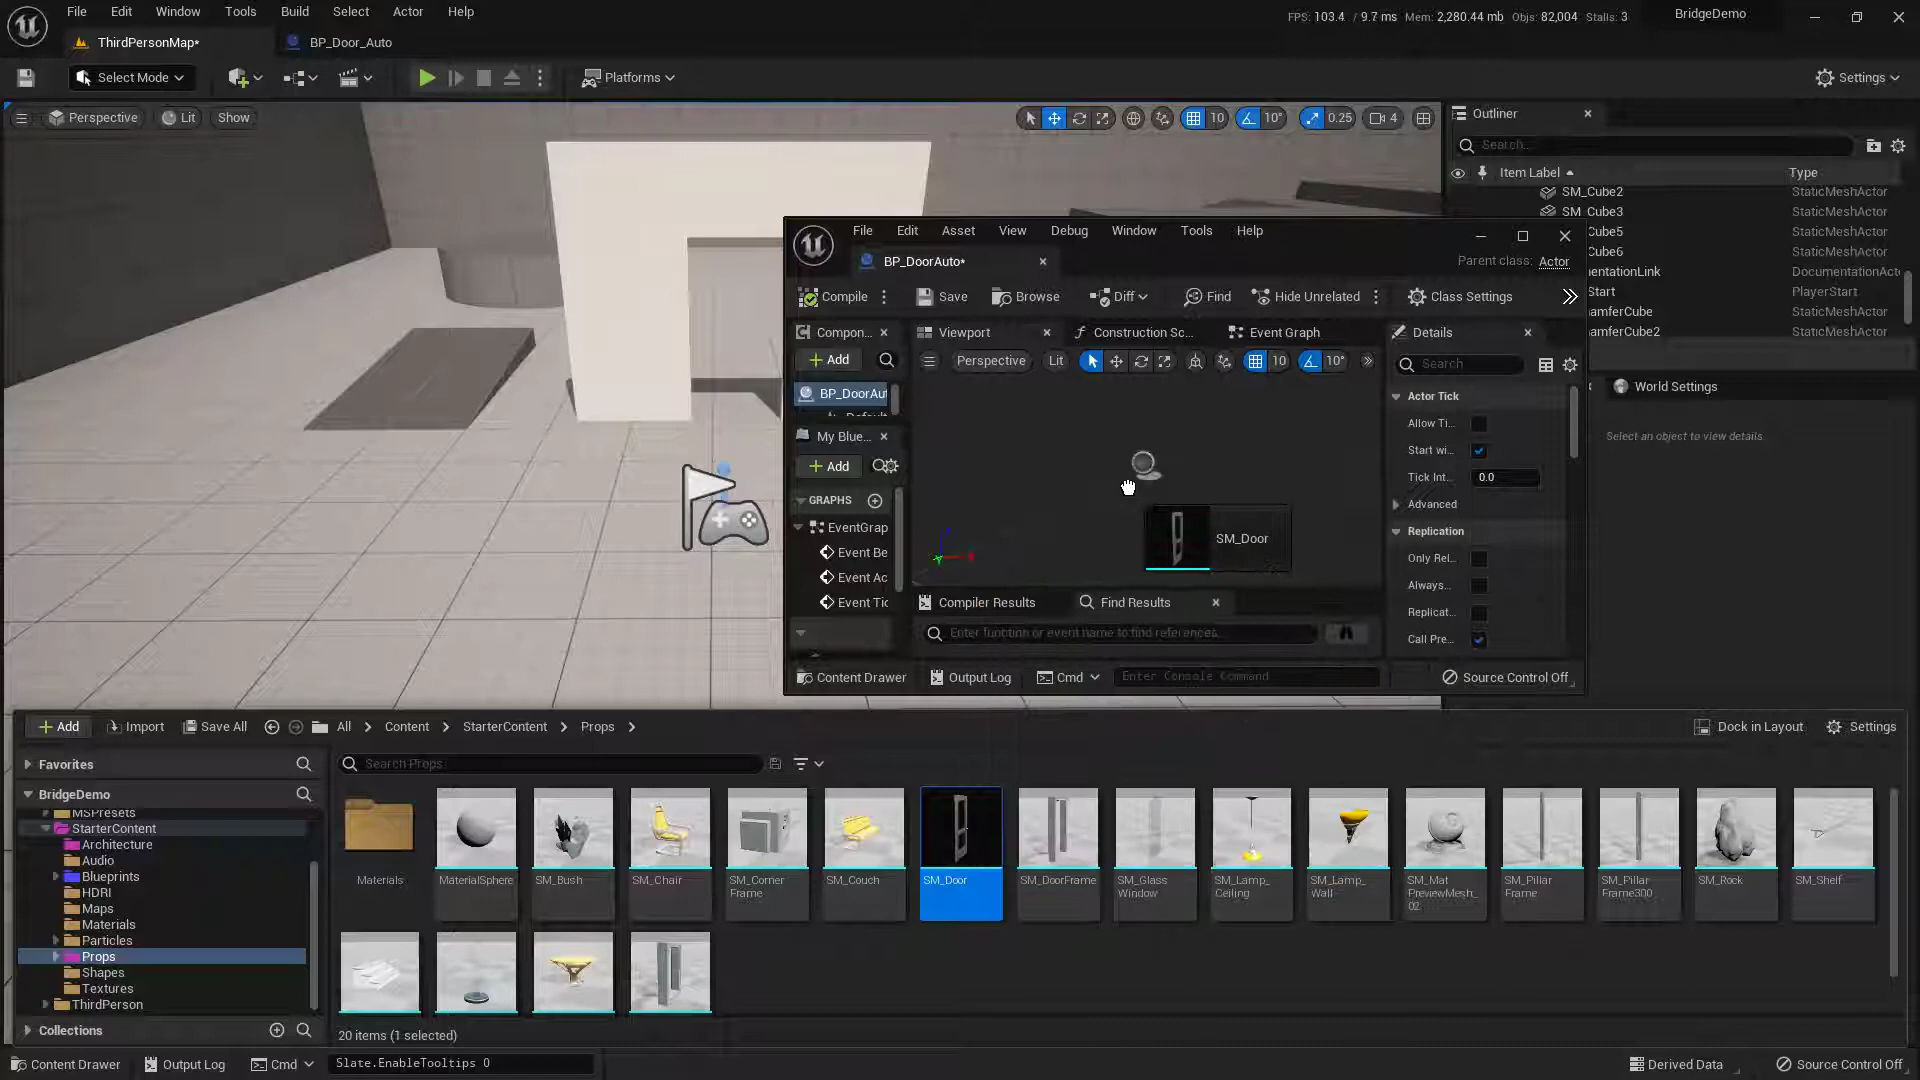 File Edit Window Tools Build Select Actor Help
FPS: 103.4 / 9.7 ms Mem: 2,280.44 mb Objs: 82,004 Stalls: 3
BridgeDemo
ThirdPersonMap*
BP_Door_Auto
Select Mode
Platforms
Settings
Perspective
Lit
Show
10
10°
0.25
4
Outliner
Search...
Item Label
Type
SM_Cube2 StaticMeshActor
SM_Cube3 StaticMeshActor
Cube5 StaticMeshActor
Cube6 StaticMeshActor
mentationLink DocumentationActo
Start PlayerStart
amferCube StaticMeshActor
amferCube2 StaticMeshActor
World Settings
Select an object to view details
File Edit Asset View Debug Window Tools Help
BP_DoorAuto*
Parent class: Actor
Compile
Save
Browse
Diff
Find
Hide Unrelated
Class Settings
Compon...
Viewport
Construction Sc...
Event Graph
Details
Add
Perspective
Lit
10
10°
Search
BP_DoorAut
Default
My Blue...
Add
GRAPHS
EventGrap
Event Be
Event Ac
Event Tic
SM_Door
Actor Tick
Allow Ti...
Start wi...
Tick Int... 0.0
Advanced
Replication
Only Rel...
Always...
Replicat...
Call Pre...
Compiler Results
Find Results
Enter function or event name to find references...
Content Drawer
Output Log
Cmd
Enter Console Command
Source Control Off
Add
Import
Save All
All
Content
StarterContent
Props
Dock in Layout
Settings
Favorites
Search Props
BridgeDemo
MSPresets
StarterContent
Architecture
Audio
Blueprints
HDRI
Maps
Materials
Particles
Props
Shapes
Textures
ThirdPerson
Collections
Materials
MaterialSphere
SM_Bush
SM_Chair
SM_Corner
Frame
SM_Couch
SM_Door
SM_DoorFrame
SM_Glass
Window
SM_Lamp_
Ceiling
SM_Lamp_
Wall
SM_Mat
PreviewMesh_
02
SM_Pillar
Frame
SM_Pillar
Frame300
SM_Rock
SM_Shelf
20 items (1 selected)
Content Drawer
Output Log
Cmd
Slate.EnableTooltips 0
Derived Data
Source Control Off